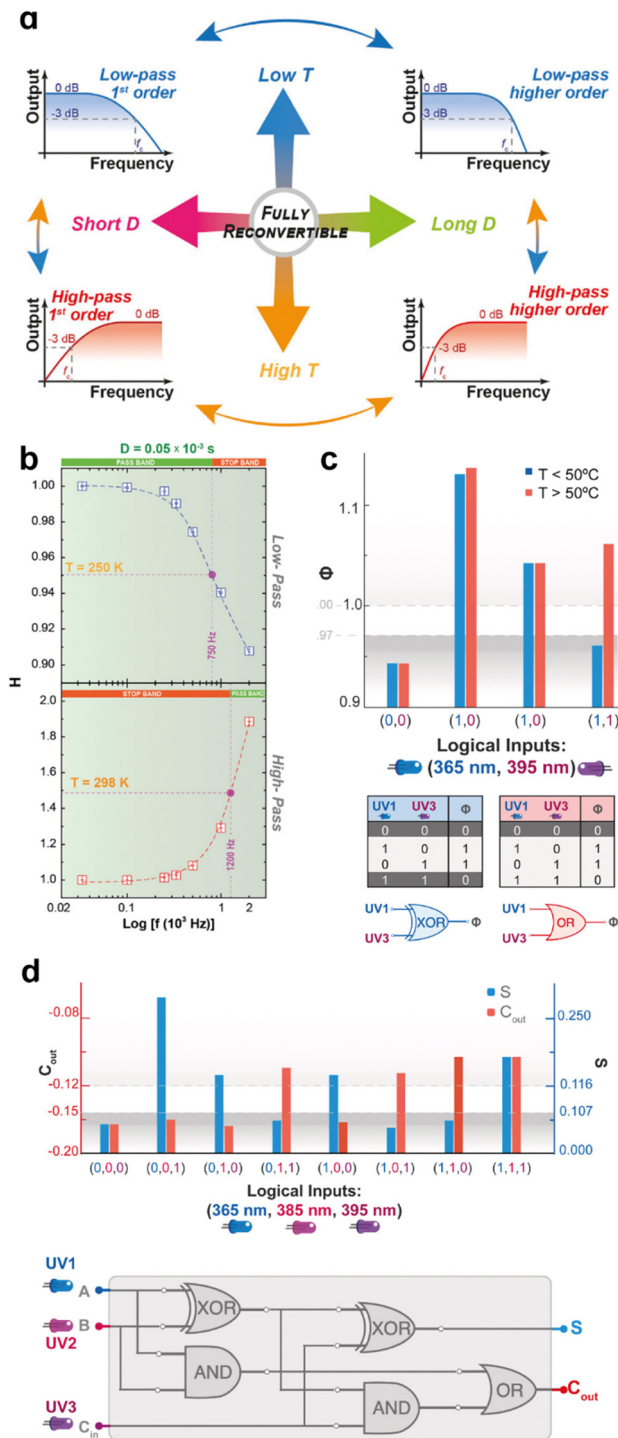 a
Low-pass
1st order
Output
0 dB
-3 dB
fc
Frequency
Low T
Low-pass
higher order
Output
0 dB
3 dB
fc
Frequency
Short D
FULLY
RECONVERTIBLE
Long D
High-pass
1st order
Output
0 dB
-3 dB
fc
Frequency
High T
High-pass
higher order
Output
0 dB
-3 dB
fc
Frequency
b
D = 0.05 x 10-3 s
PASS BAND
STOP BAND
1.00
0.98
0.96
0.94
0.92
0.90
T = 250 K
750 Hz
Low- Pass
H
STOP BAND
PASS BAND
2.0
1.8
1.6
1.4
1.2
1.0
T = 298 K
1200 Hz
High- Pass
0.02
0.1
1
2
Log [f (103 Hz)]
c
T < 50ºC
T > 50ºC
Φ
1.1
1.0
.00
.97
0.9
(0,0)
(1,0)
(1,0)
(1,1)
Logical Inputs:
(365 nm, 395 nm)
UV1 UV3 Φ
0 0 0
1 0 1
0 1 1
1 1 0
UV1 UV3 Φ
0 0 0
1 0 1
0 1 1
1 1 0
UV1
UV3
XOR
Φ
UV1
UV3
OR
Φ
d
S
Cout
Cout
-0.08
-0.12
-0.15
-0.20
S
0.250
0.116
0.107
0.000
(0,0,0)
(0,0,1)
(0,1,0)
(0,1,1)
(1,0,0)
(1,0,1)
(1,1,0)
(1,1,1)
Logical Inputs:
(365 nm, 385 nm, 395 nm)
UV1
A
B
UV2
UV3
Cin
XOR
AND
XOR
AND
OR
S
Cout